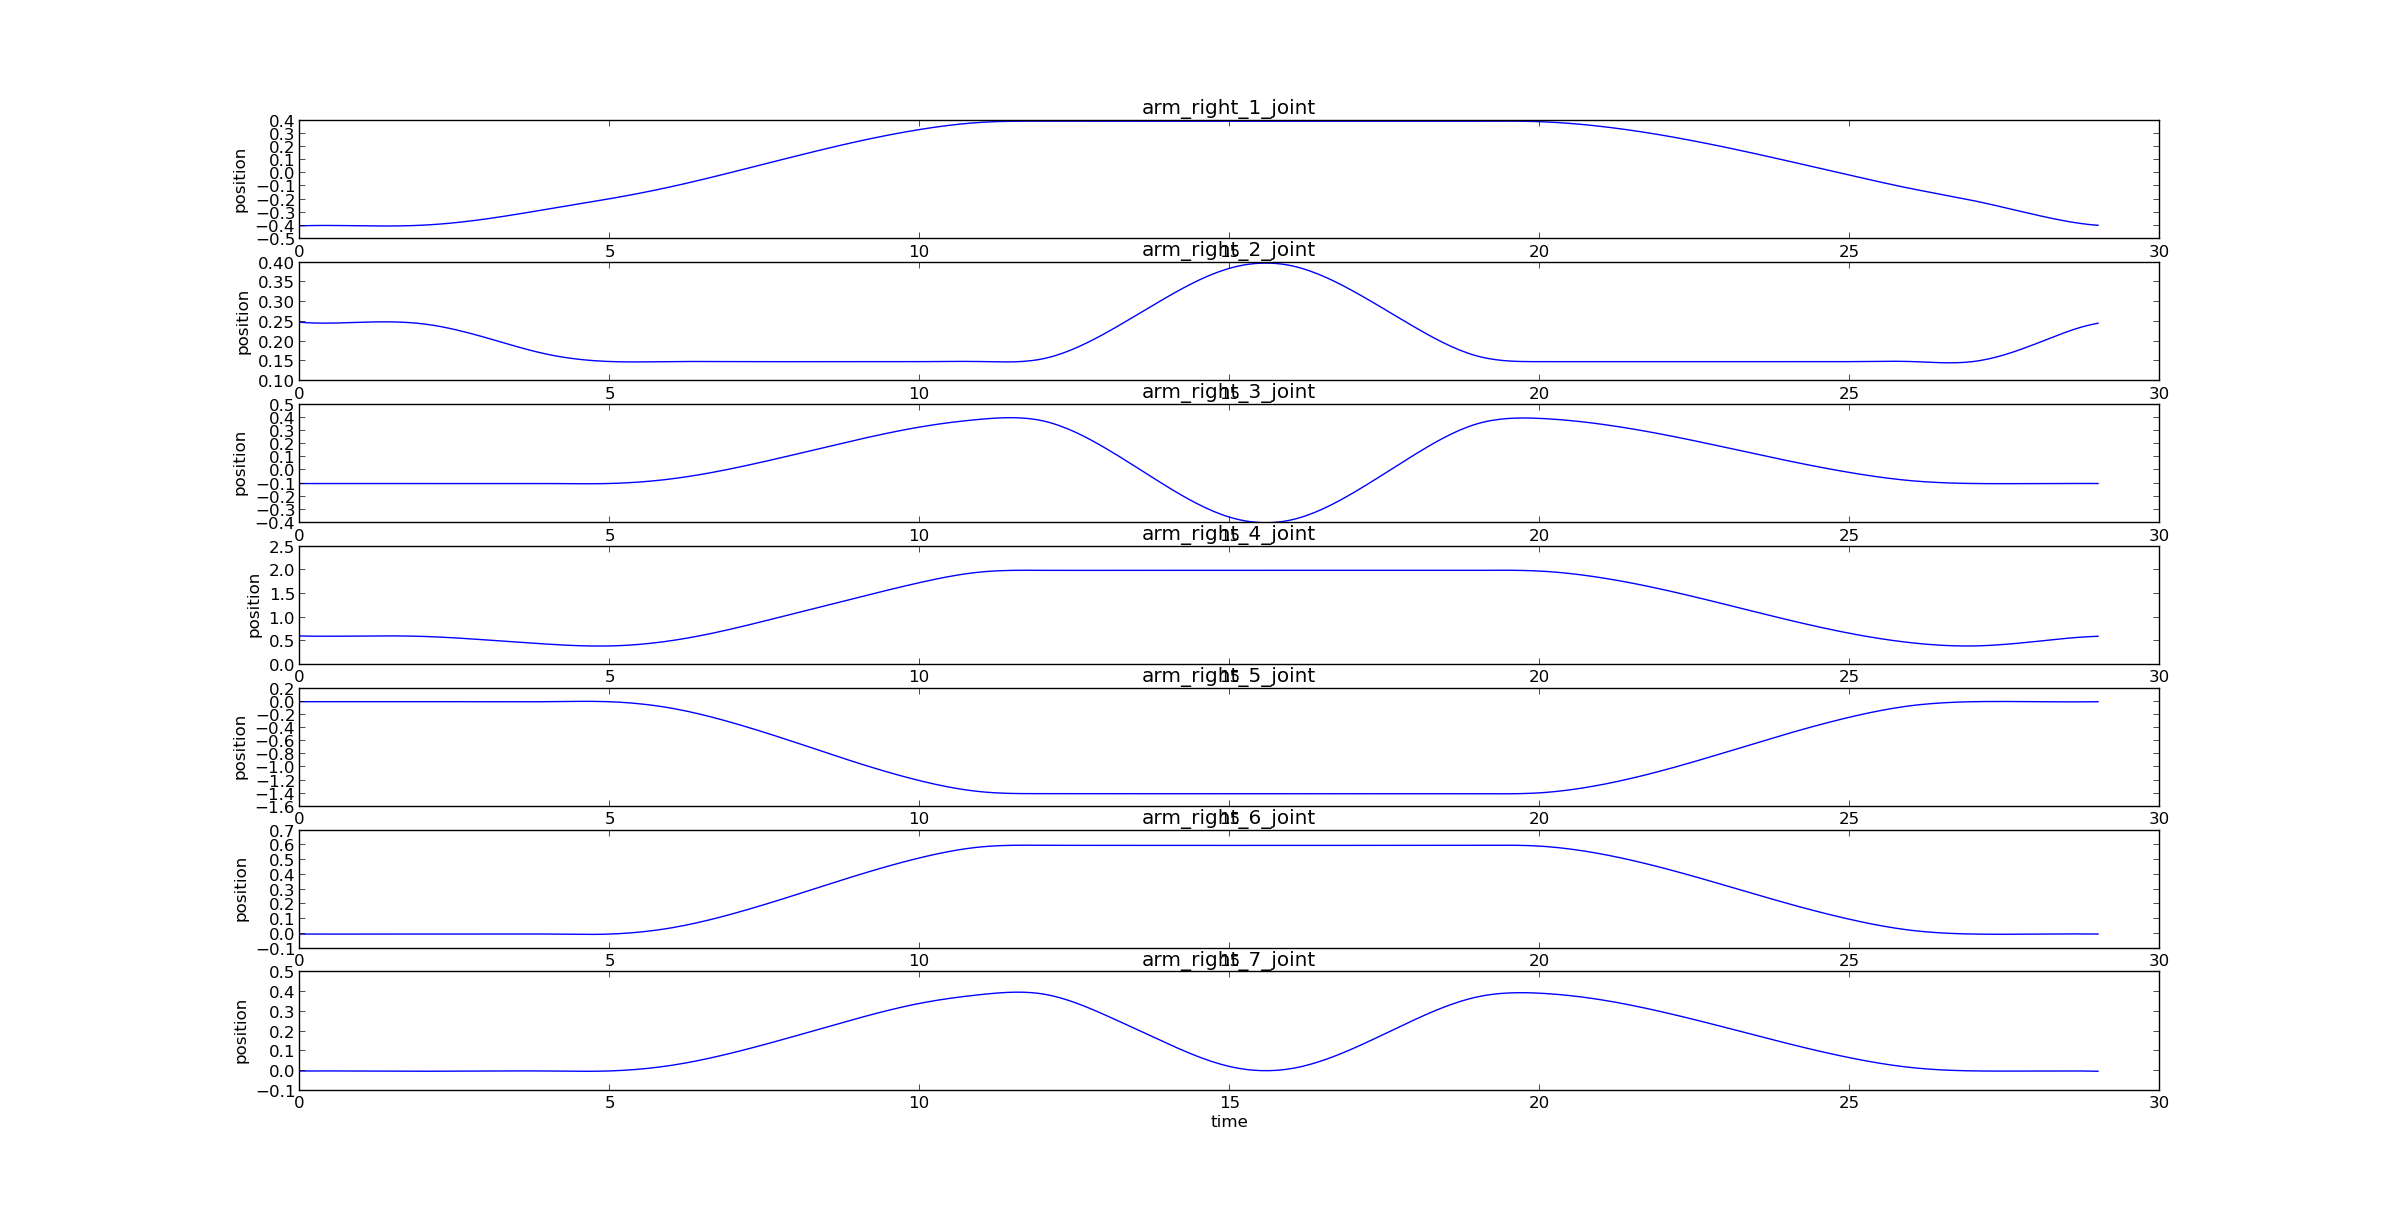 arm_right_1_joint
position
0.4
0.3
0.2
0.1
0.0
−0.1
−0.2
−0.3
−0.4
−0.5
0 5 10 15 20 25 30
arm_right_2_joint
position
0.40
0.35
0.30
0.25
0.20
0.15
0.10
0 5 10 15 20 25 30
arm_right_3_joint
position
0.5
0.4
0.3
0.2
0.1
0.0
−0.1
−0.2
−0.3
−0.4
0 5 10 15 20 25 30
arm_right_4_joint
position
2.5
2.0
1.5
1.0
0.5
0.0
0 5 10 15 20 25 30
arm_right_5_joint
position
0.2
0.0
−0.2
−0.4
−0.6
−0.8
−1.0
−1.2
−1.4
−1.6
0 5 10 15 20 25 30
arm_right_6_joint
position
0.7
0.6
0.5
0.4
0.3
0.2
0.1
0.0
−0.1
0 5 10 15 20 25 30
arm_right_7_joint
position
0.5
0.4
0.3
0.2
0.1
0.0
−0.1
0 5 10 15 20 25 30
time